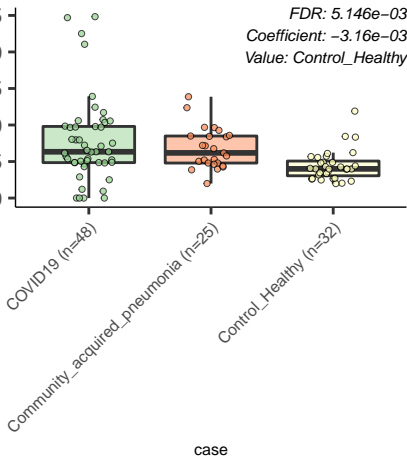 FDR: 5.146e−03
Coefficient: −3.16e−03
Value: Control_Healthy
COVID19 (n=48)
Community_acquired_pneumonia (n=25)
Control_Healthy (n=32)
case